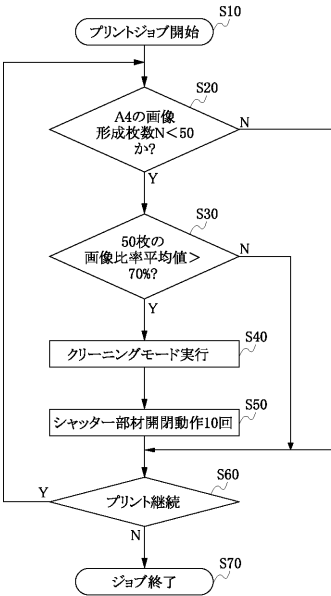 S10
プリントジョブ開始
S20
A4の画像
形成枚数N<50
か?
N
Y
S30
50枚の
画像比率平均値>
70%?
N
Y
S40
クリーニングモード実行
S50
シャッター部材開閉動作10回
S60
Y
プリント継続
N
S70
ジョブ終了